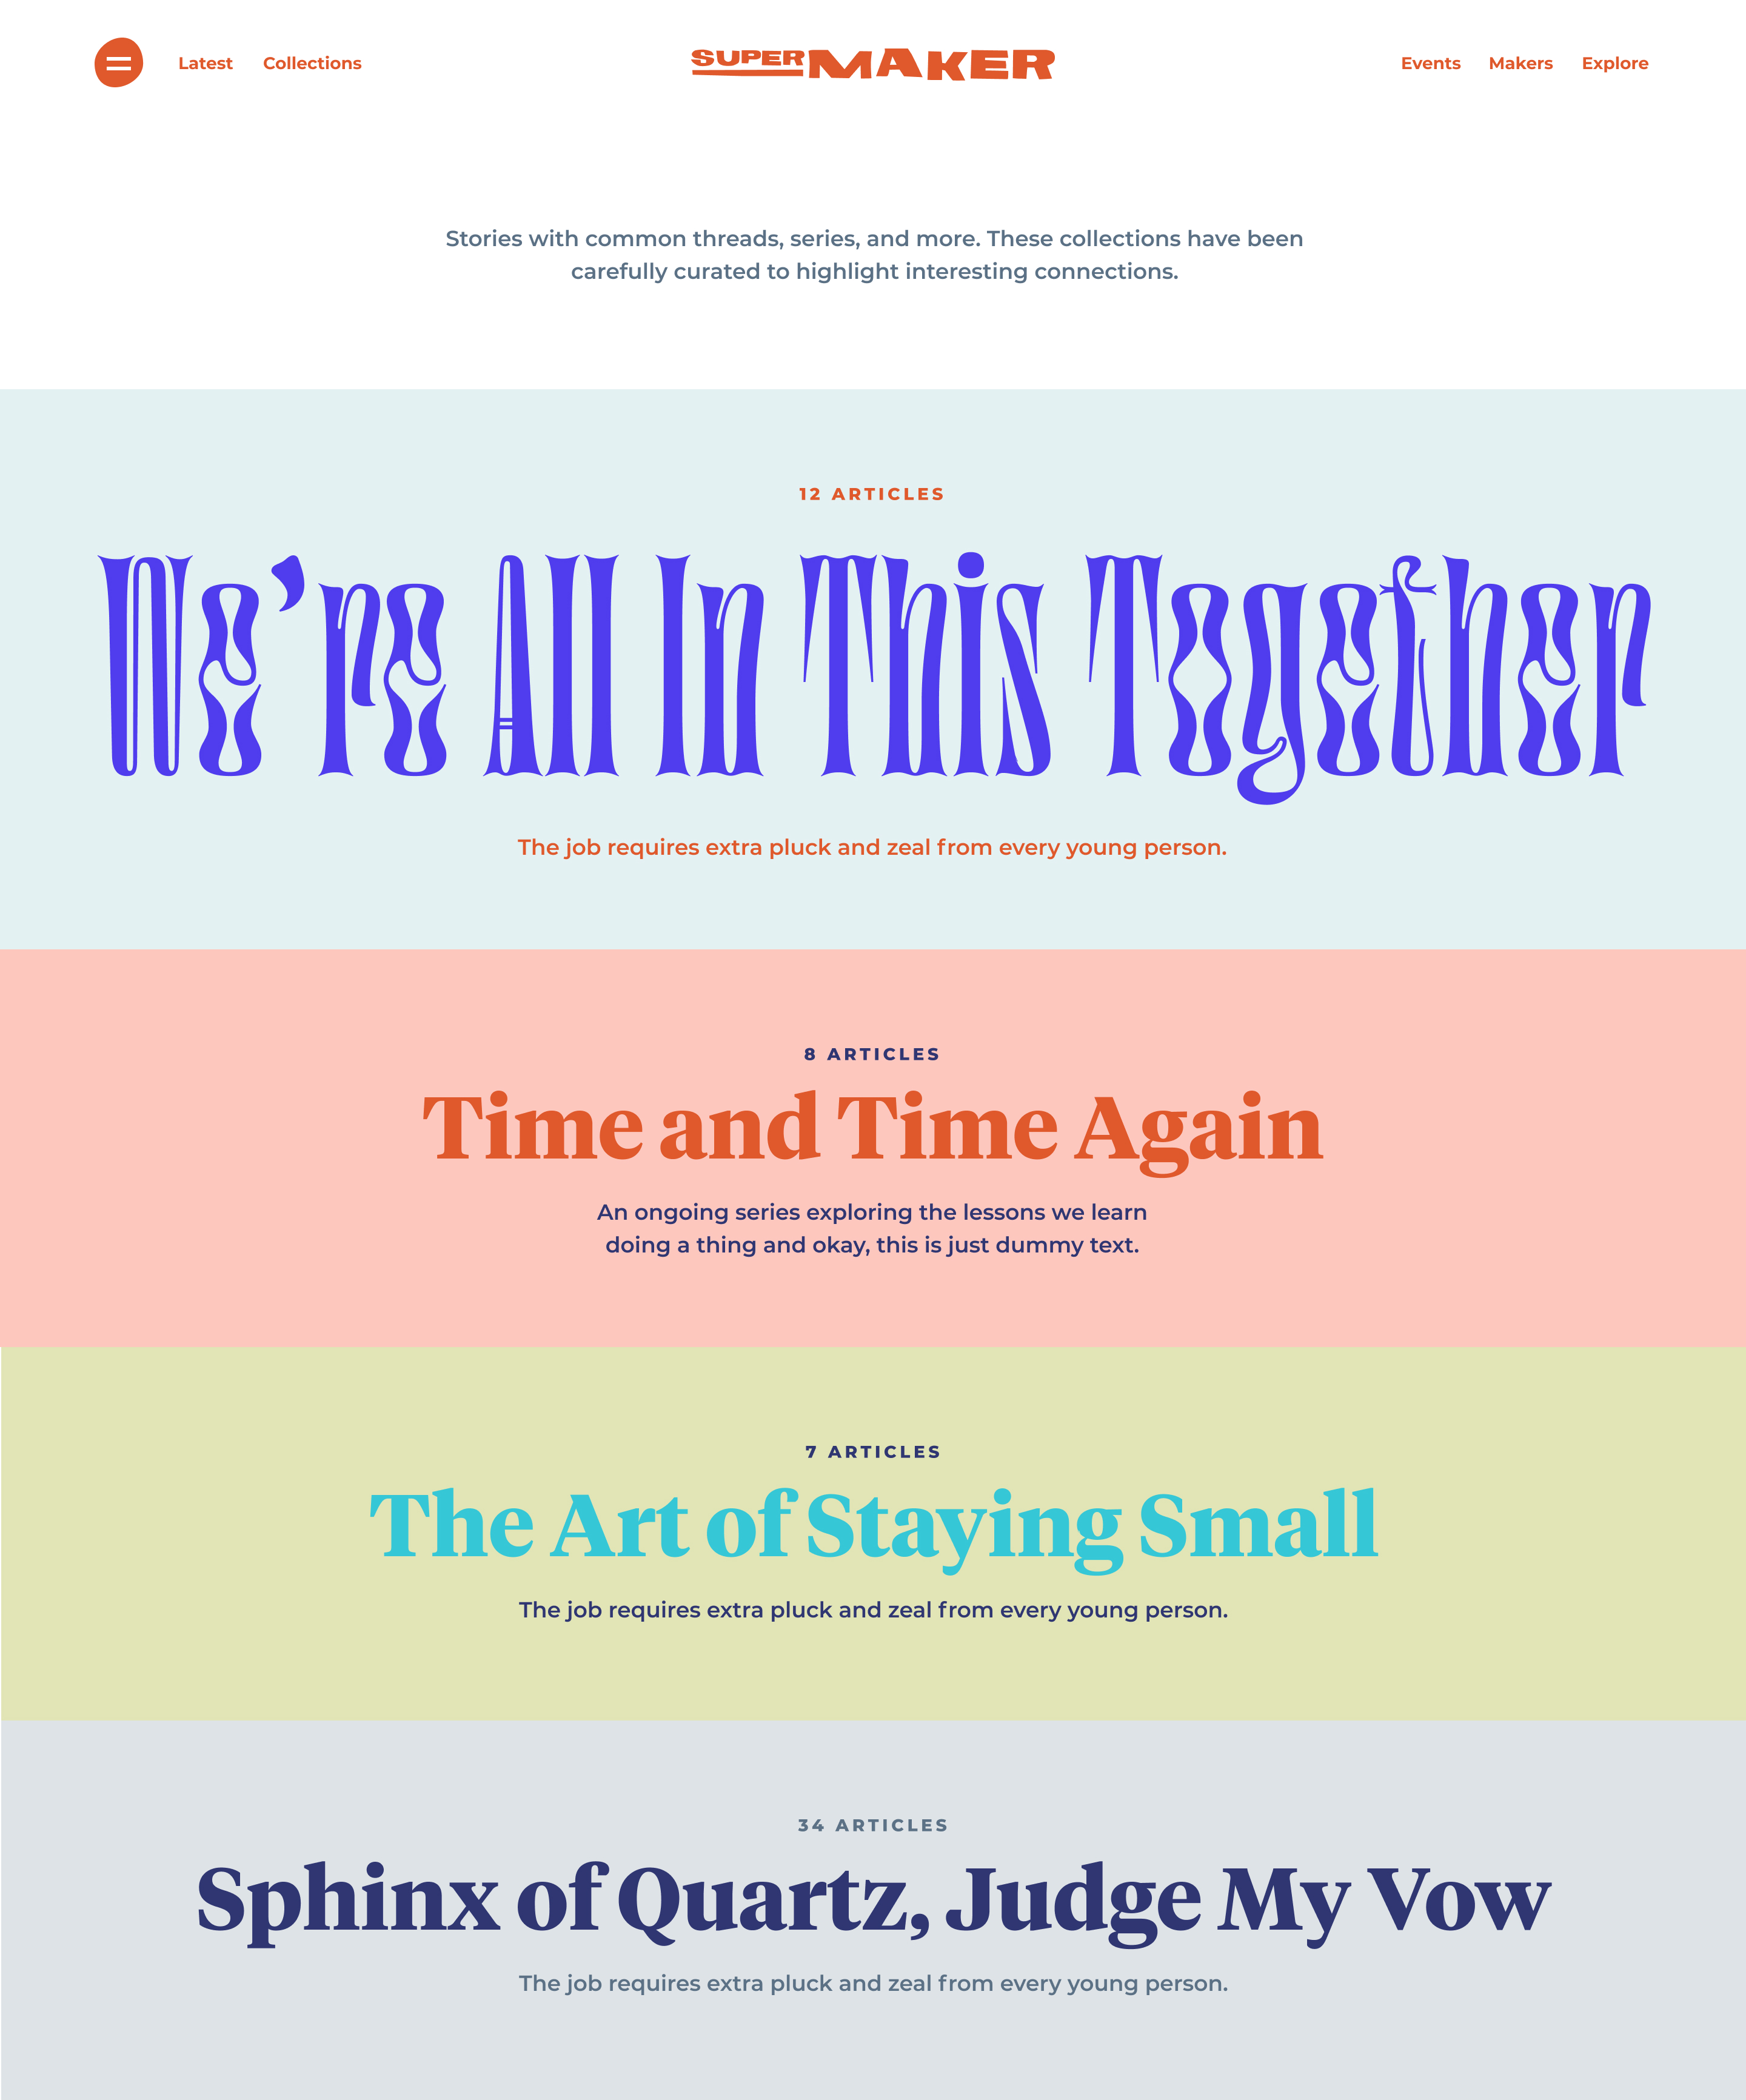 Latest Collections SUPERMAKER Events Makers Explore
Stories with common threads, series, and more. These collections have been
carefully curated to highlight interesting connections.
12 ARTICLES
We’re All In This Together
The job requires extra pluck and zeal from every young person.
8 ARTICLES
Time and Time Again
An ongoing series exploring the lessons we learn
doing a thing and okay, this is just dummy text.
7 ARTICLES
The Art of Staying Small
The job requires extra pluck and zeal from every young person.
34 ARTICLES
Sphinx of Quartz, Judge My Vow
The job requires extra pluck and zeal from every young person.